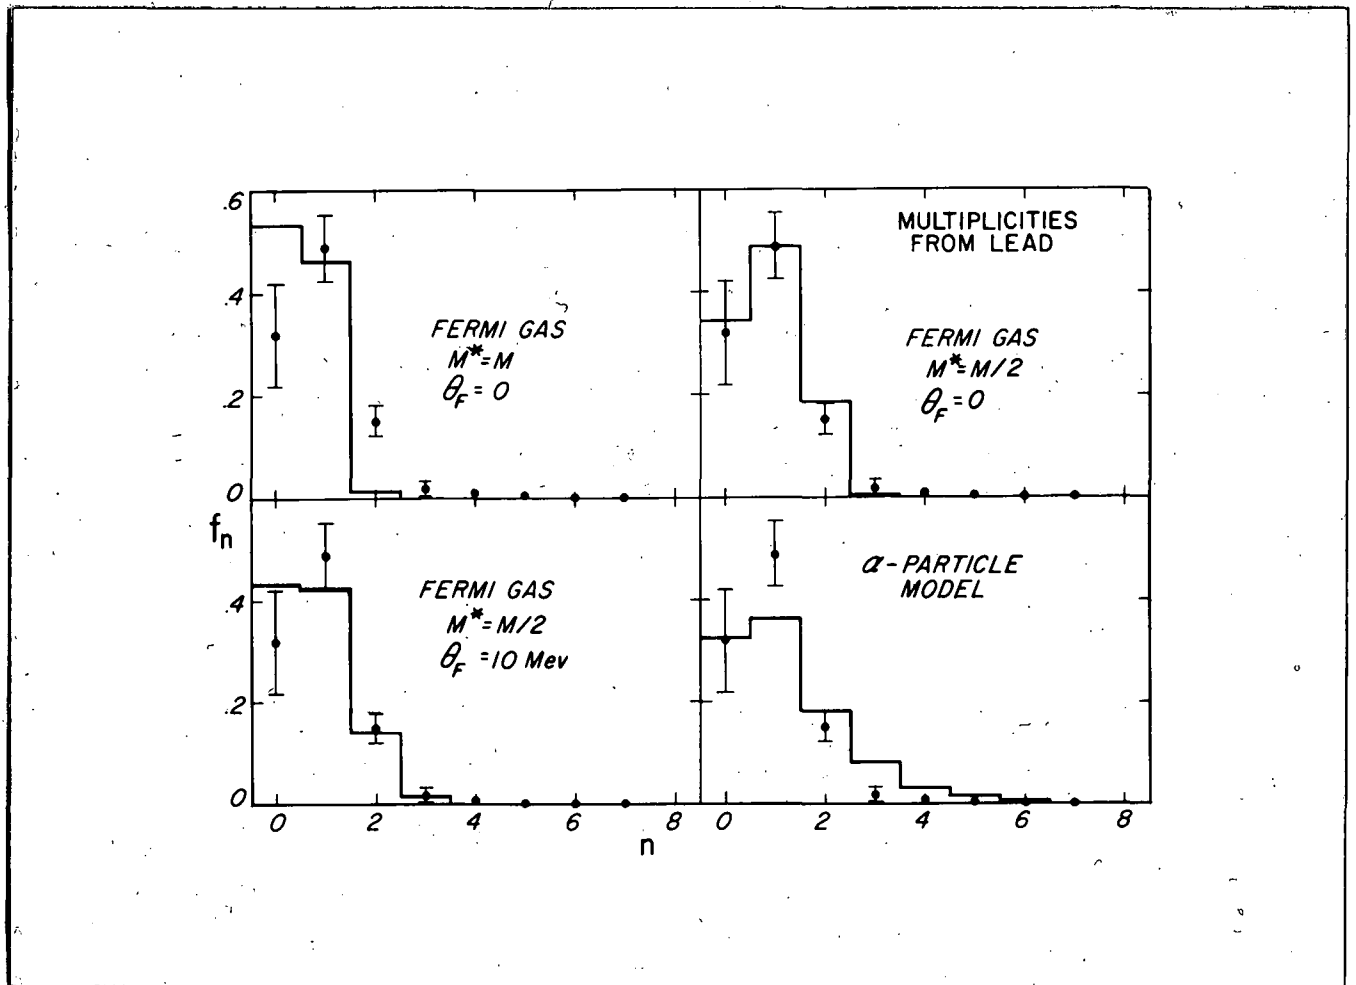 .6
.4
.2
0
FERMI GAS
M*=M
θF=0
MULTIPLICITIES
FROM LEAD
FERMI GAS
M*=M/2
θF=0
fn
.4
.2
0
FERMI GAS
M*=M/2
θF=10 Mev
α-PARTICLE
MODEL
0 2 4 6 8
0 2 4 6 8
n